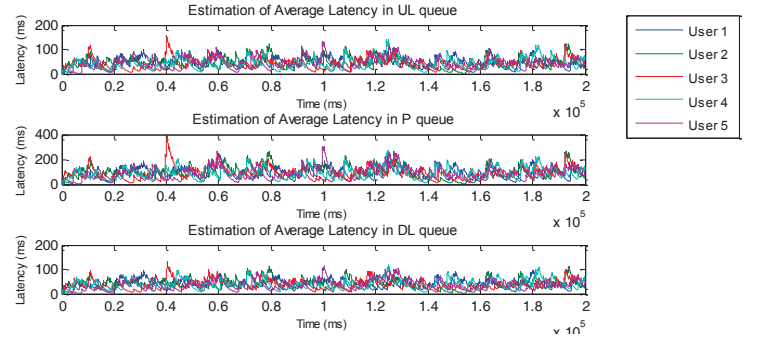 Estimation of Average Latency in UL queue
Latency (ms)
200
100
0
0 0.2 0.4 0.6 0.8 1 1.2 1.4 1.6 1.8 2
Time (ms)
x 10^5
Estimation of Average Latency in P queue
Latency (ms)
400
200
0
0 0.2 0.4 0.6 0.8 1 1.2 1.4 1.6 1.8 2
Time (ms)
x 10^5
Estimation of Average Latency in DL queue
Latency (ms)
200
100
0
0 0.2 0.4 0.6 0.8 1 1.2 1.4 1.6 1.8 2
Time (ms)
x 10^5
User 1
User 2
User 3
User 4
User 5